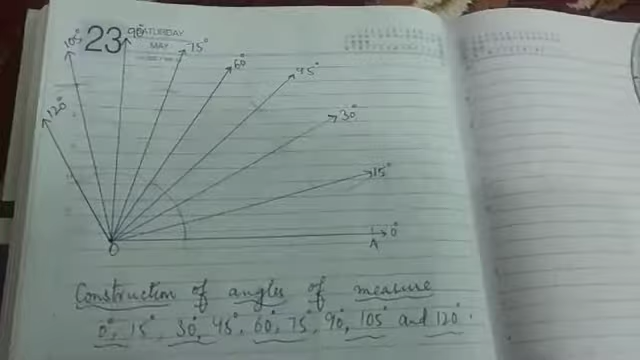 23 SATURDAY
MAY
120°
105°
90°
75°
60°
45°
30°
15°
0°
A
O
Construction of angles of measure
0°, 15°, 30°, 45°, 60°, 75°, 90°, 105° and 120°.